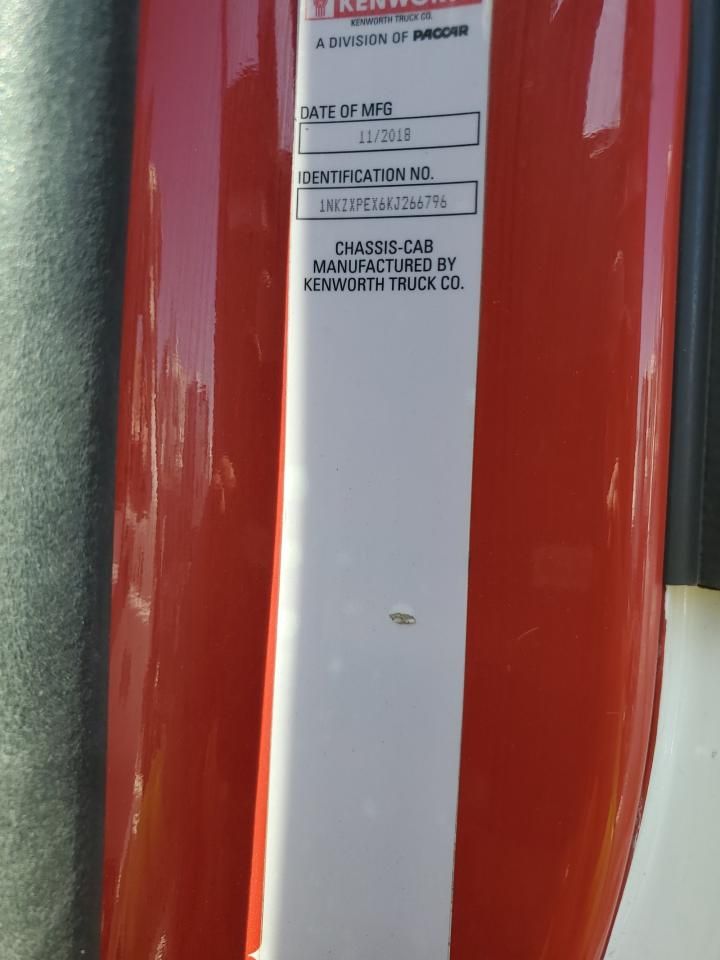 KENWORTH
KENWORTH TRUCK CO.
A DIVISION OF PACCAR
DATE OF MFG
11/2018
IDENTIFICATION NO.
1NKZXPEX6KJ266796
CHASSIS-CAB
MANUFACTURED BY
KENWORTH TRUCK CO.